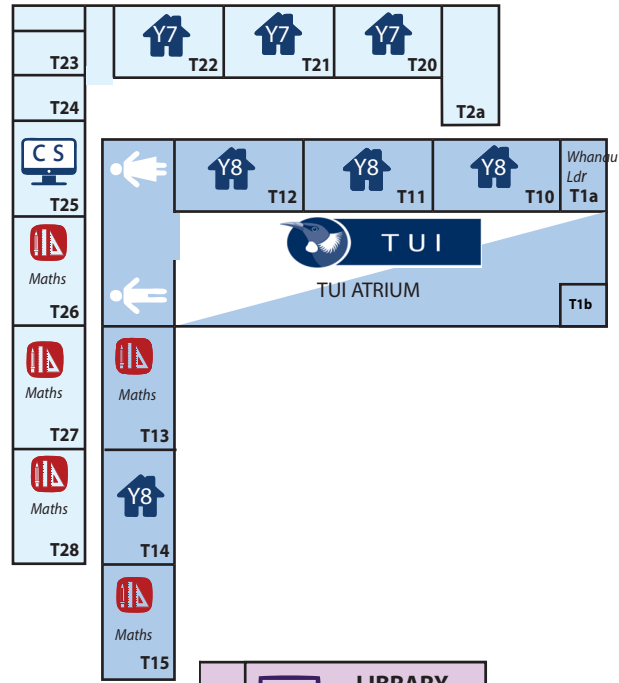 Y7
Y7
Y7
T23
T22
T21
T20
T24
T2a
C S
T25
Y8
Y8
Y8
Whanau
Ldr
T12
T11
T10
T1a
TUI
TUI ATRIUM
Maths
T26
T1b
Maths
T27
Maths
T13
Maths
T28
Y8
T14
Maths
T15
LIBRARY